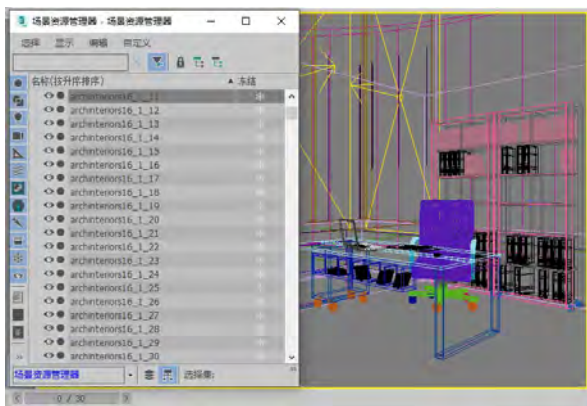 场景资源管理器 - 场景资源管理器
选择 显示 编辑 自定义
名称(按升序排序) ▲ 冻结
archinteriors16_1_11
archinteriors16_1_12
archinteriors16_1_13
archinteriors16_1_14
archinteriors16_1_15
archinteriors16_1_16
archinteriors16_1_17
archinteriors16_1_18
archinteriors16_1_19
archinteriors16_1_20
archinteriors16_1_21
archinteriors16_1_22
archinteriors16_1_23
archinteriors16_1_24
archinteriors16_1_25
archinteriors16_1_26
archinteriors16_1_27
archinteriors16_1_28
archinteriors16_1_29
archinteriors16_1_30
场景资源管理器 选择集:
0 / 30